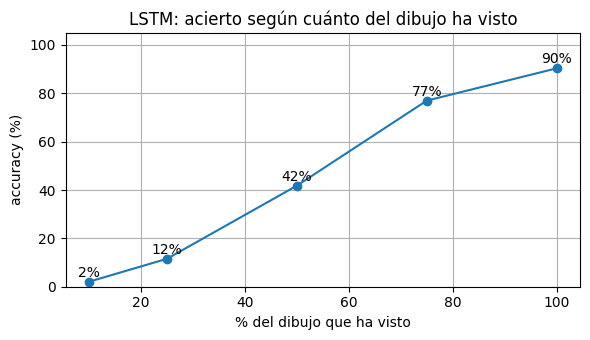 LSTM: acierto según cuánto del dibujo ha visto
accuracy (%)
100
80
60
40
20
0
2%
12%
42%
77%
90%
20 40 60 80 100
% del dibujo que ha visto